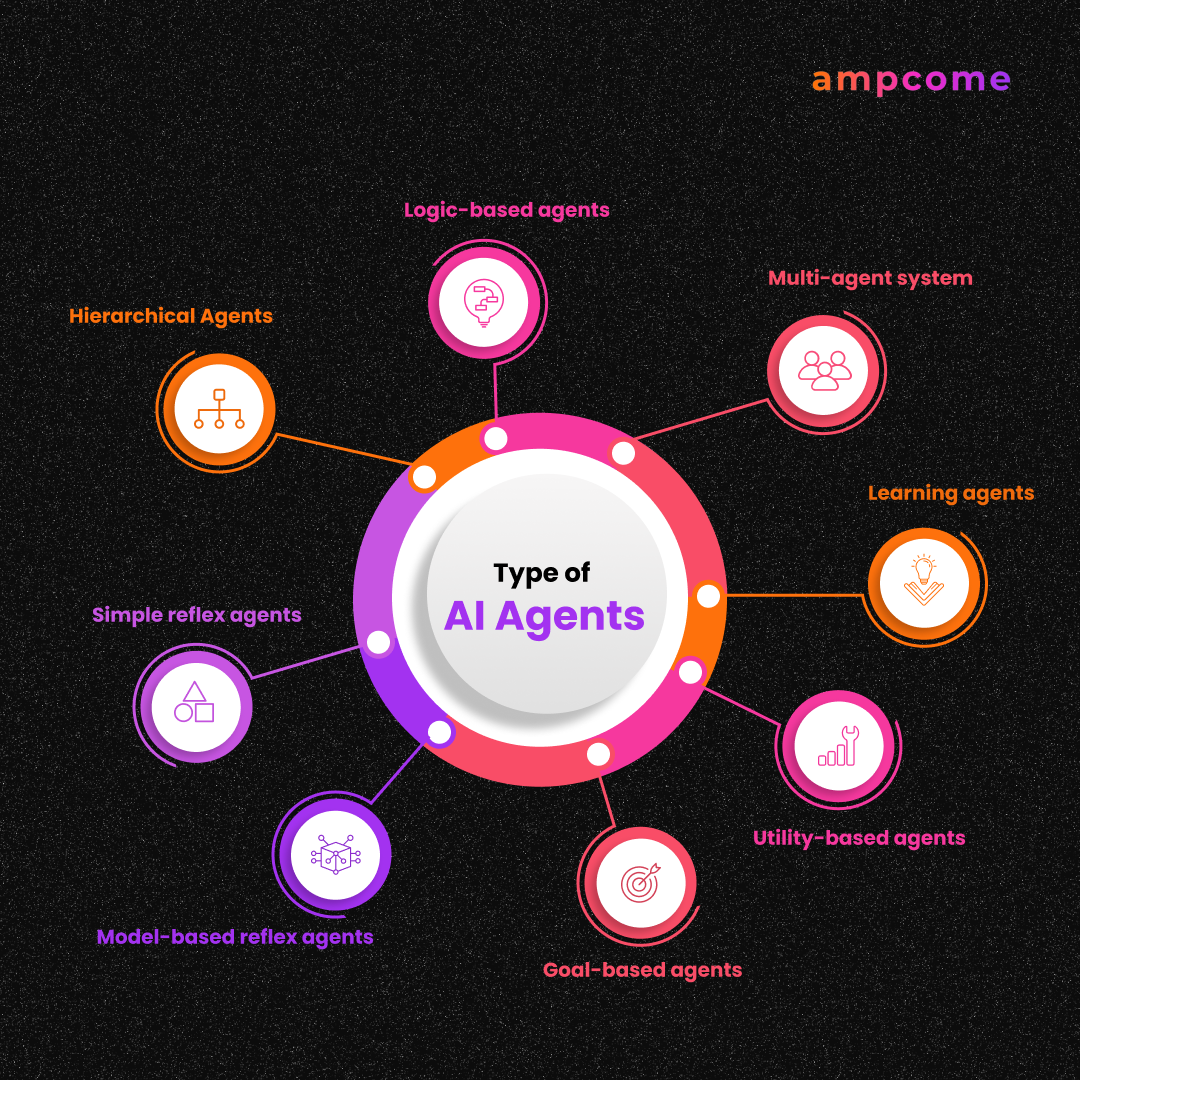 ampcome
Logic-based agents
Multi-agent system
Hierarchical Agents
Learning agents
Type of
AI Agents
Simple reflex agents
Utility-based agents
Model-based reflex agents
Goal-based agents